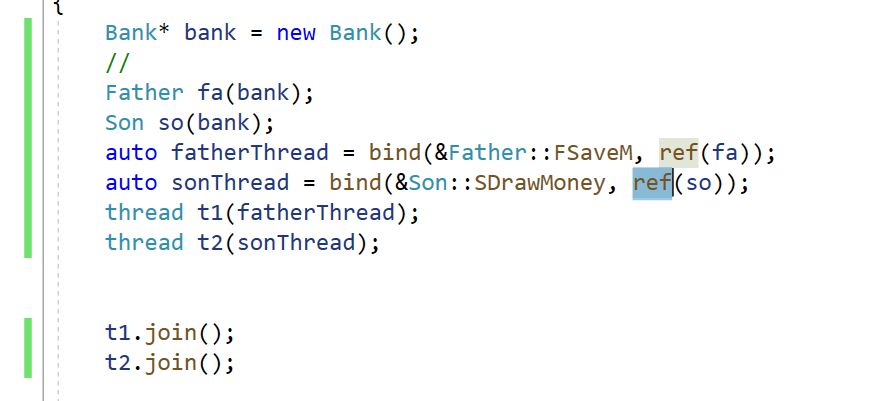 {
Bank* bank = new Bank();
//
Father fa(bank);
Son so(bank);
auto fatherThread = bind(&Father::FSaveM, ref(fa));
auto sonThread = bind(&Son::SDrawMoney, ref(so));
thread t1(fatherThread);
thread t2(sonThread);
t1.join();
t2.join();